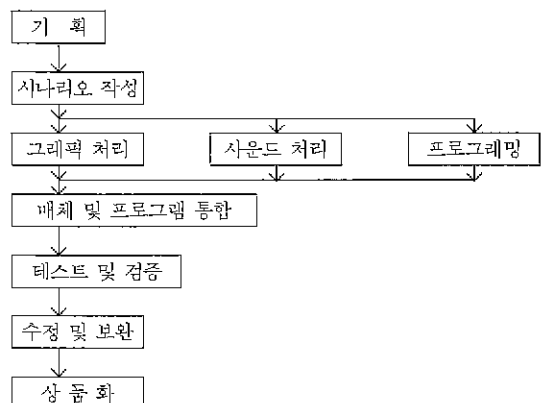 기 획
시나리오 작성
그래픽 처리
사운드 처리
프로그레밍
매체 및 프로그램 통합
테스트 및 검증
수정 및 보완
상 품 화